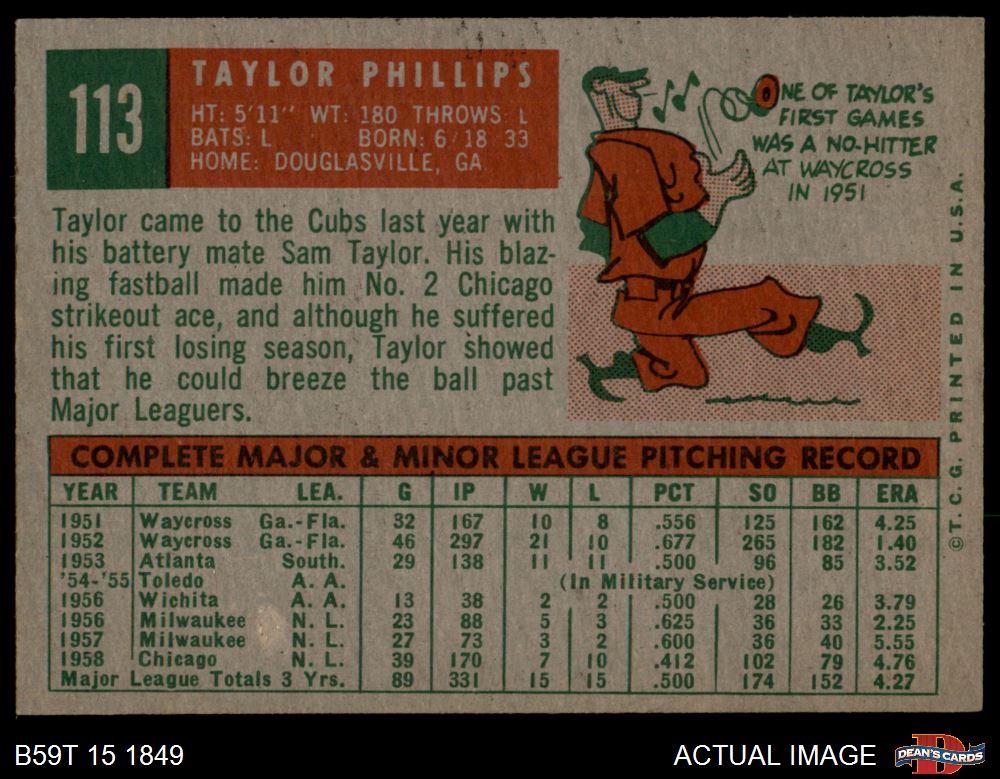 113
TAYLOR PHILLIPS
HT: 5'11" WT: 180 THROWS: L
BATS: L BORN: 6/18 33
HOME: DOUGLASVILLE, GA.
ONE OF TAYLOR'S
FIRST GAMES
WAS A NO-HITTER
AT WAYCROSS
IN 1951
Taylor came to the Cubs last year with
his battery mate Sam Taylor. His blaz-
ing fastball made him No. 2 Chicago
strikeout ace, and although he suffered
his first losing season, Taylor showed
that he could breeze the ball past
Major Leaguers.
COMPLETE MAJOR & MINOR LEAGUE PITCHING RECORD
YEAR TEAM LEA. G IP W L PCT SO BB ERA
1951 Waycross Ga.-Fla. 32 167 10 8 .556 125 162 4.25
1952 Waycross Ga.-Fla. 46 297 21 10 .677 265 182 1.40
1953 Atlanta South. 29 138 11 11 .500 96 85 3.52
'54-'55 Toledo A. A. (In Military Service)
1956 Wichita A. A. 13 38 2 2 .500 28 26 3.79
1956 Milwaukee N. L. 23 88 5 3 .625 36 33 2.25
1957 Milwaukee N. L. 27 73 3 2 .600 36 40 5.55
1958 Chicago N. L. 39 170 7 10 .412 102 79 4.76
Major League Totals 3 Yrs. 89 331 15 15 .500 174 152 4.27
©T. C. G. PRINTED IN U.S.A.
B59T 15 1849
ACTUAL IMAGE
DEAN'S CARDS